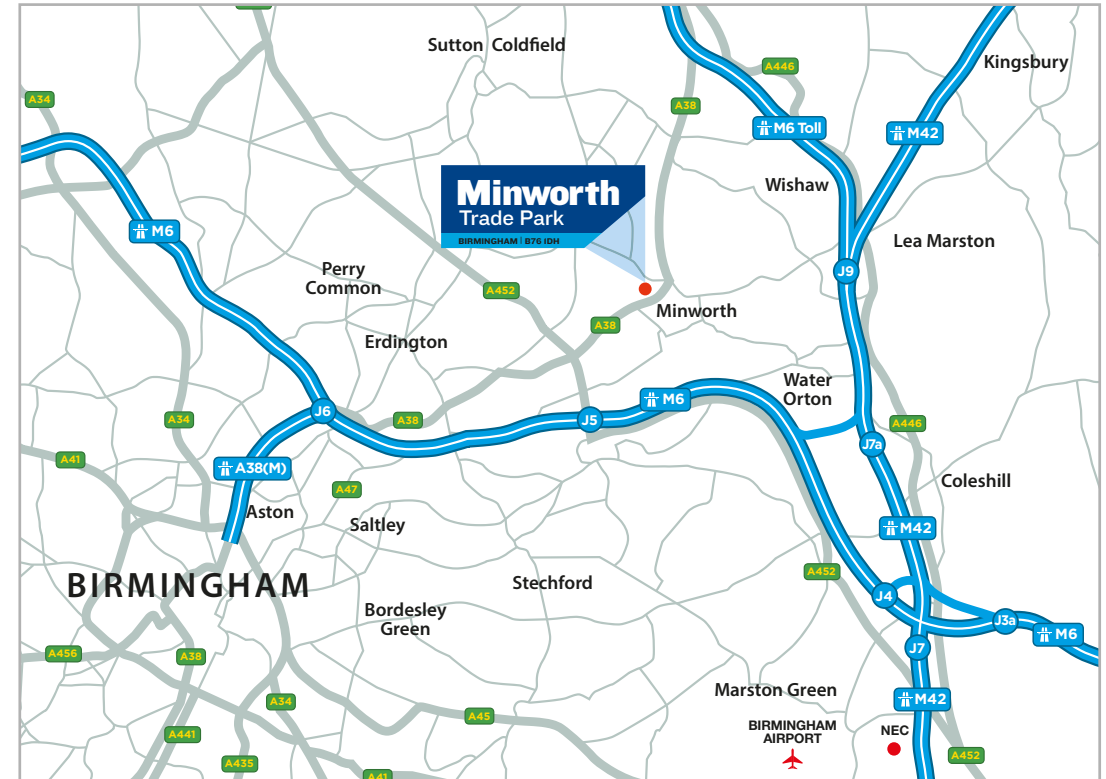 Sutton Coldfield
Kingsbury
A446
A34
A38
M6 Toll
M42
Minworth
Trade Park
BIRMINGHAM | B76 1DH
Wishaw
M6
Lea Marston
Perry
Common
J9
A452
Minworth
A38
Erdington
Water
Orton
M6
J6
A34
A38
J5
A446
J7a
A41
A38(M)
Coleshill
A47
Aston
Saltley
M42
BIRMINGHAM
Stechford
A452
J4
Bordesley
Green
J3a
M6
J7
A456
A38
Marston Green
A34
M42
A45
BIRMINGHAM
AIRPORT
NEC
A441
A435
A452
A41